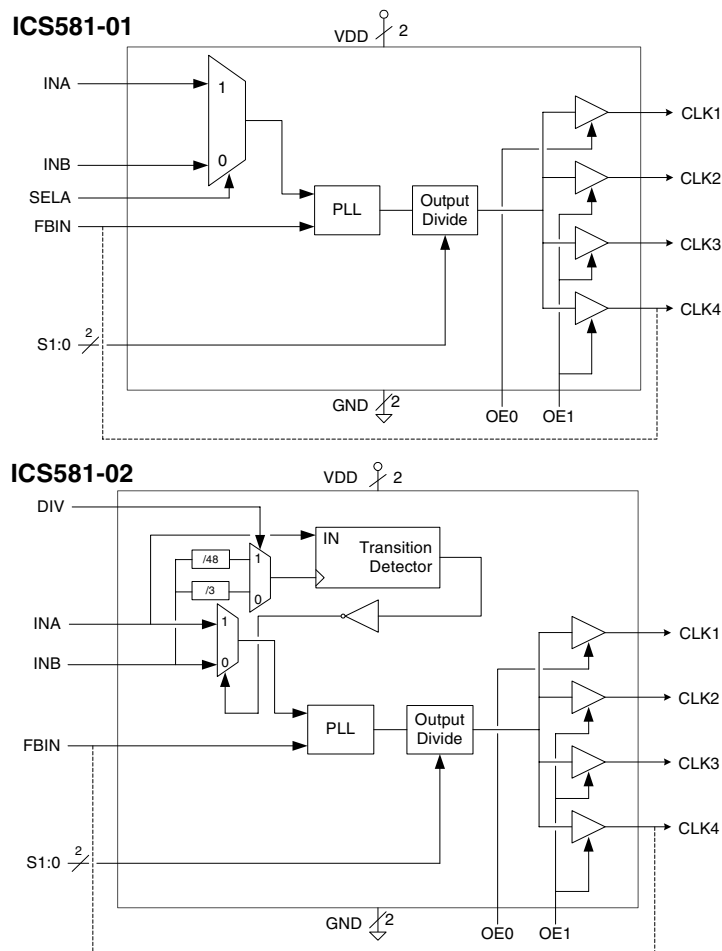 ICS581-01
VDD 2
INA
1
CLK1
INB
0
SELA
CLK2
FBIN
PLL
Output
Divide
CLK3
CLK4
S1:0 2
GND 2
OE0 OE1
ICS581-02
VDD 2
DIV
IN
Transition
Detector
/48
1
/3
0
INA
1
CLK1
INB
0
CLK2
PLL
Output
Divide
FBIN
CLK3
CLK4
S1:0 2
GND 2
OE0 OE1